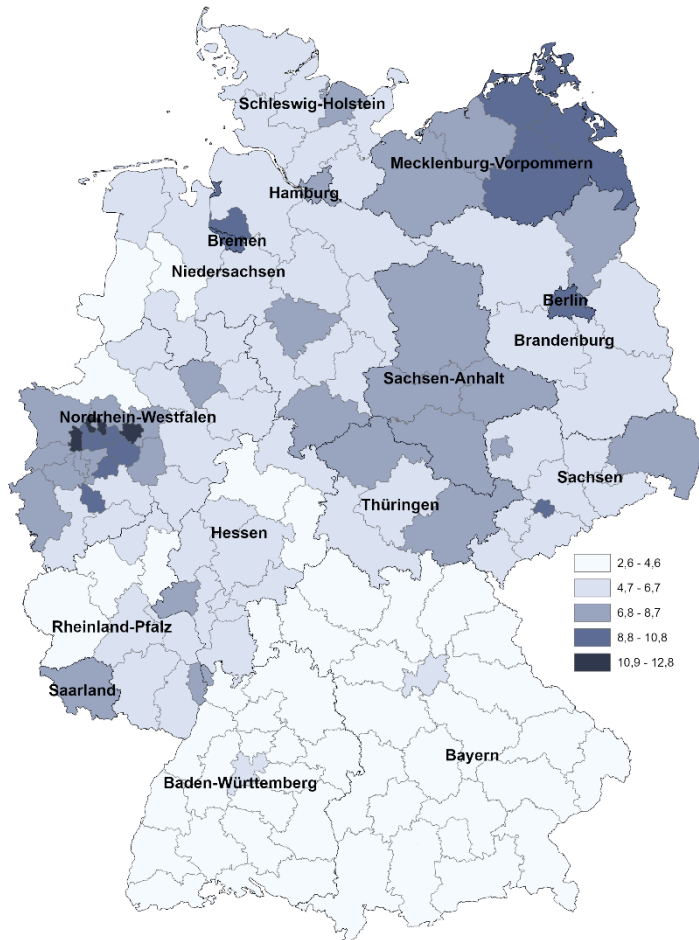 Schleswig-Holstein
Mecklenburg-Vorpommern
Hamburg
Bremen
Niedersachsen
Berlin
Brandenburg
Sachsen-Anhalt
Nordrhein-Westfalen
Sachsen
Thüringen
Hessen
2,6 - 4,6
4,7 - 6,7
6,8 - 8,7
8,8 - 10,8
10,9 - 12,8
Rheinland-Pfalz
Saarland
Bayern
Baden-Württemberg